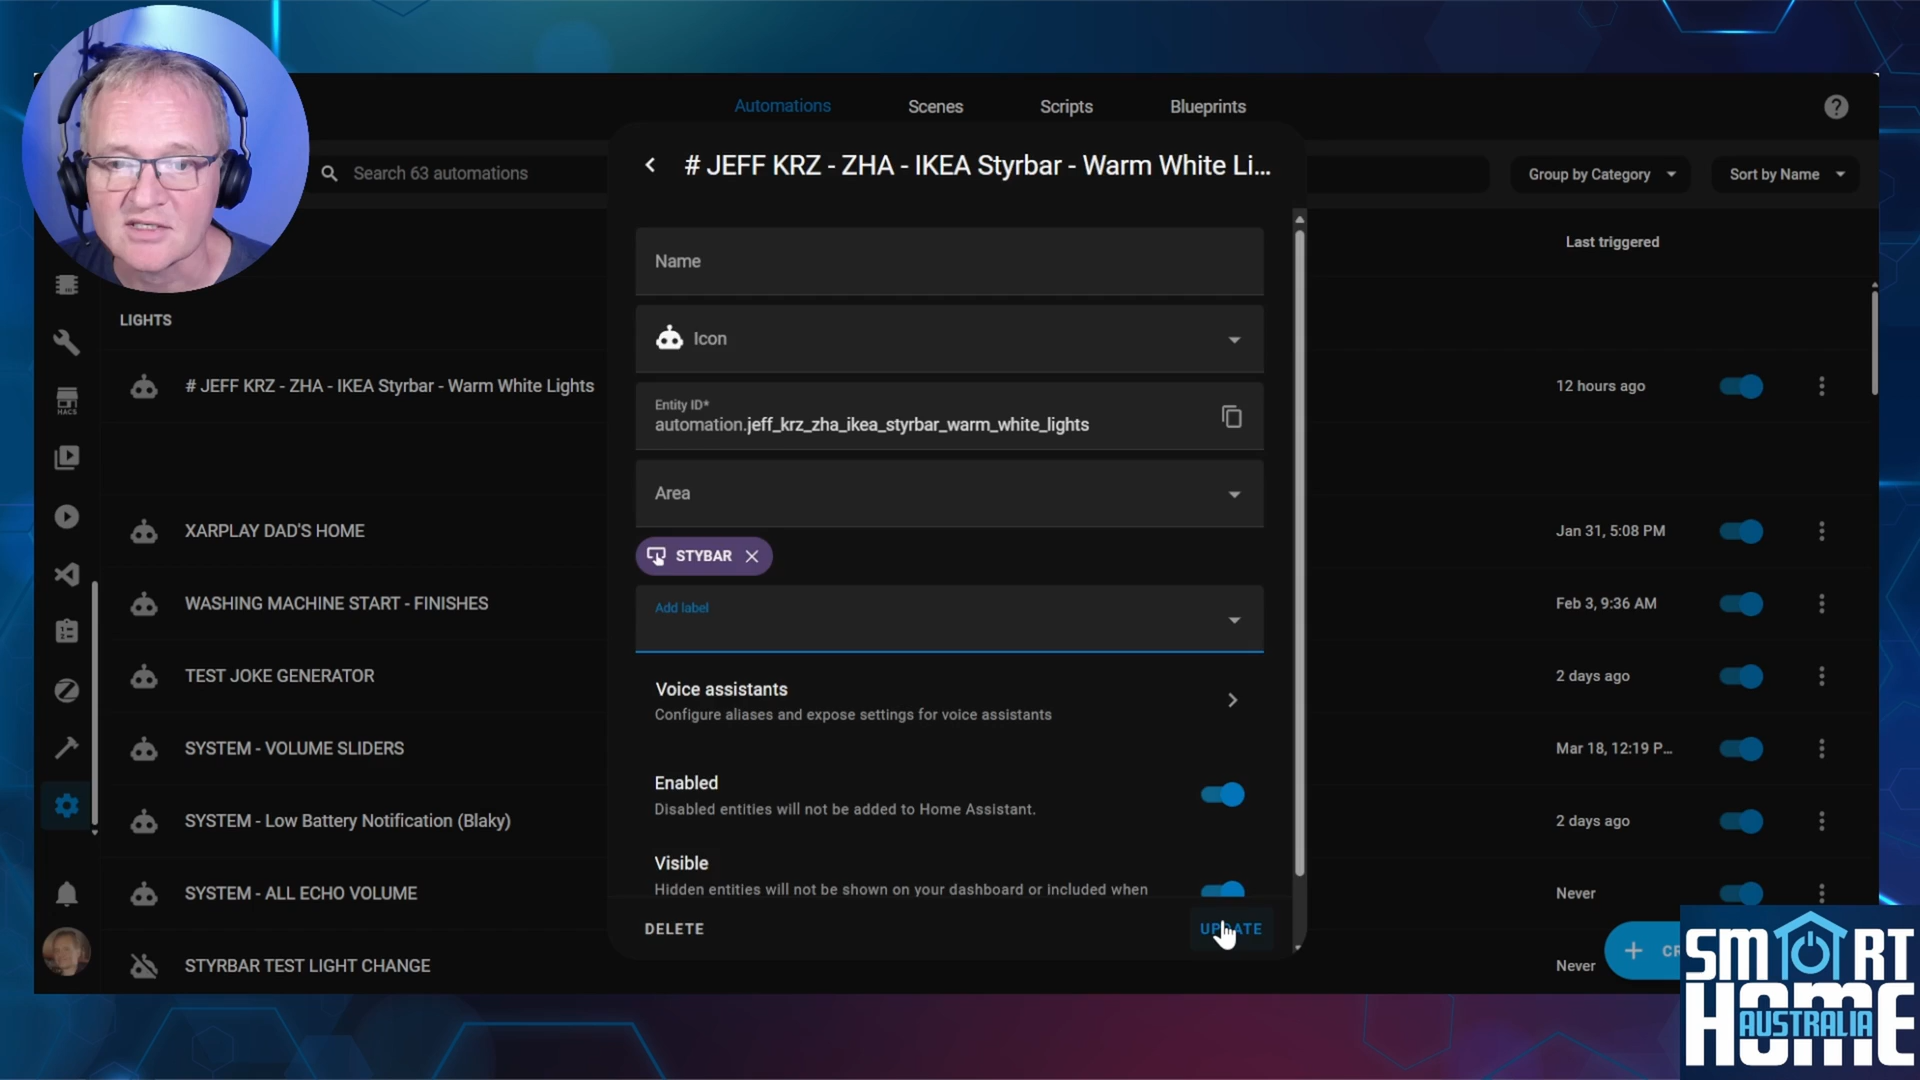 Automations
Scenes
Scripts
Blueprints
Search 63 automations
Group by Category
Sort by Name
# JEFF KRZ - ZHA - IKEA Styrbar - Warm White Li...
Last triggered
Name
Icon
Entity ID*
automation.jeff_krz_zha_ikea_styrbar_warm_white_lights
Area
STYBAR
Add label
Voice assistants
Configure aliases and expose settings for voice assistants
Enabled
Disabled entities will not be added to Home Assistant.
Visible
Hidden entities will not be shown on your dashboard or included when
DELETE
UPDATE
HACS
LIGHTS
# JEFF KRZ - ZHA - IKEA Styrbar - Warm White Lights
12 hours ago
XARPLAY DAD'S HOME
Jan 31, 5:08 PM
WASHING MACHINE START - FINISHES
Feb 3, 9:36 AM
TEST JOKE GENERATOR
2 days ago
SYSTEM - VOLUME SLIDERS
Mar 18, 12:19 P...
SYSTEM - Low Battery Notification (Blaky)
2 days ago
SYSTEM - ALL ECHO VOLUME
Never
STYRBAR TEST LIGHT CHANGE
Never
+ CR
SMART
HOME
AUSTRALIA